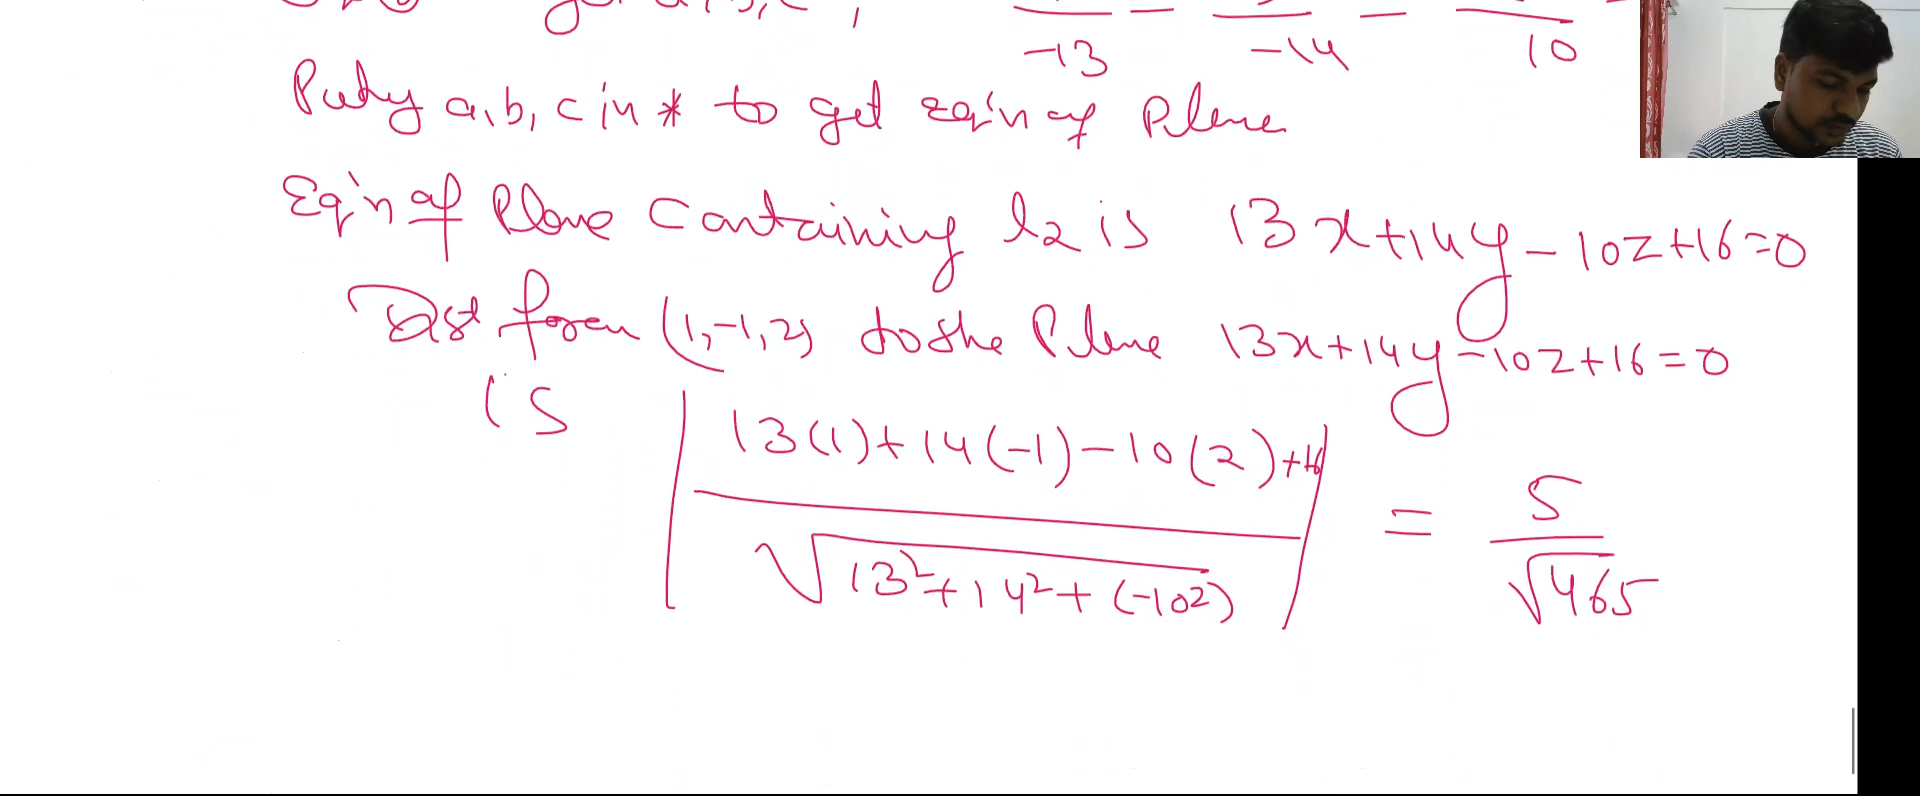 get a, b, c,
-13 -14 10
Puty a, b, c in * to get Eq'n of Plane
Eq'n of Plane Containing l2 is 13x+14y-10z+16=0
Dist from (1,-1,2) to the Plane 13x+14y-10z+16=0
is |13(1)+14(-1)-10(2)+16 / √13²+14²+(-10²)| = 5/√465